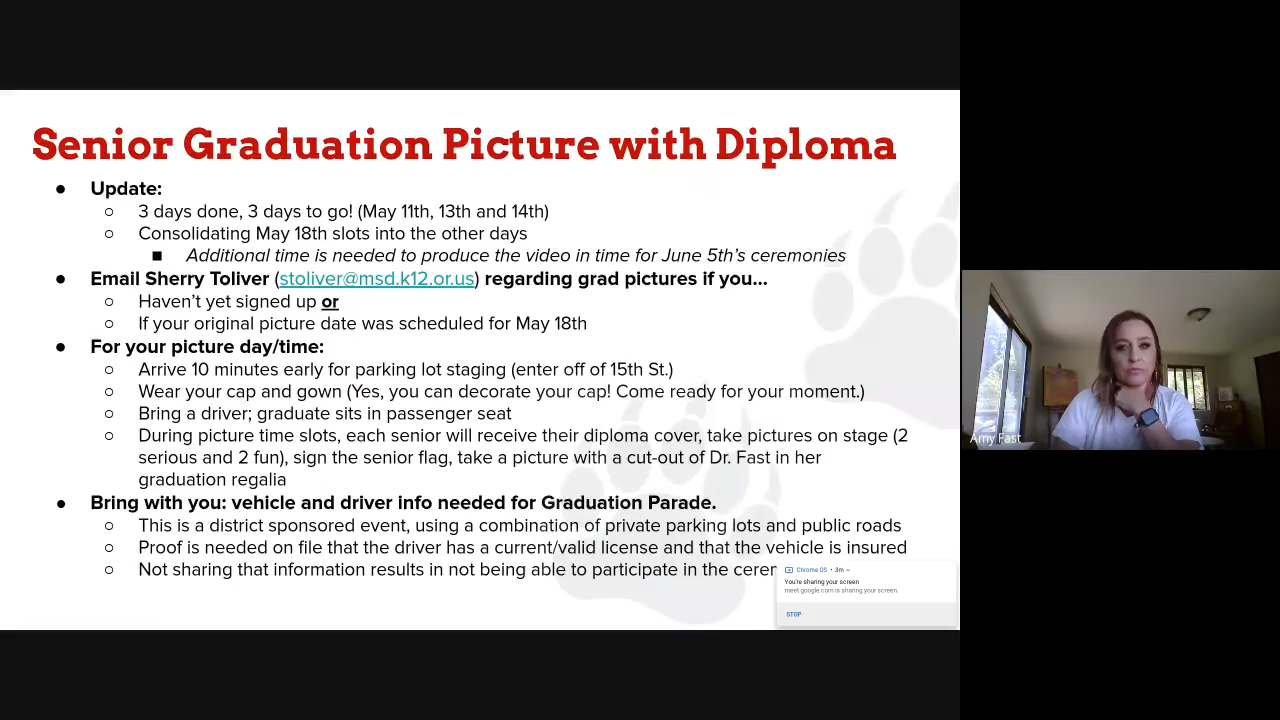 Senior Graduation Picture with Diploma
● Update:
○ 3 days done, 3 days to go! (May 11th, 13th and 14th)
○ Consolidating May 18th slots into the other days
■ Additional time is needed to produce the video in time for June 5th's ceremonies
● Email Sherry Toliver (stoliver@msd.k12.or.us) regarding grad pictures if you...
○ Haven't yet signed up or
○ If your original picture date was scheduled for May 18th
● For your picture day/time:
○ Arrive 10 minutes early for parking lot staging (enter off of 15th St.)
○ Wear your cap and gown (Yes, you can decorate your cap! Come ready for your moment.)
○ Bring a driver; graduate sits in passenger seat
○ During picture time slots, each senior will receive their diploma cover, take pictures on stage (2
serious and 2 fun), sign the senior flag, take a picture with a cut-out of Dr. Fast in her
graduation regalia
● Bring with you: vehicle and driver info needed for Graduation Parade.
○ This is a district sponsored event, using a combination of private parking lots and public roads
○ Proof is needed on file that the driver has a current/valid license and that the vehicle is insured
○ Not sharing that information results in not being able to participate in the cerem
Chrome OS • 3m
You're sharing your screen
meet.google.com is sharing your screen.
STOP
Amy Fast